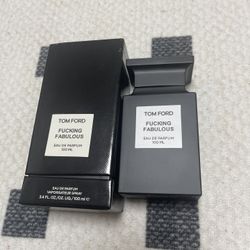 TOM FORD
FUCKING
FABULOUS
EAU DE PARFUM
100 ML
EAU DE PARFUM
VAPORISATEUR SPRAY
3.4 FL. OZ./OZ. LIQ./100 ml ℮
TOM FORD
FUCKING
FABULOUS
EAU DE PARFUM
100 ML